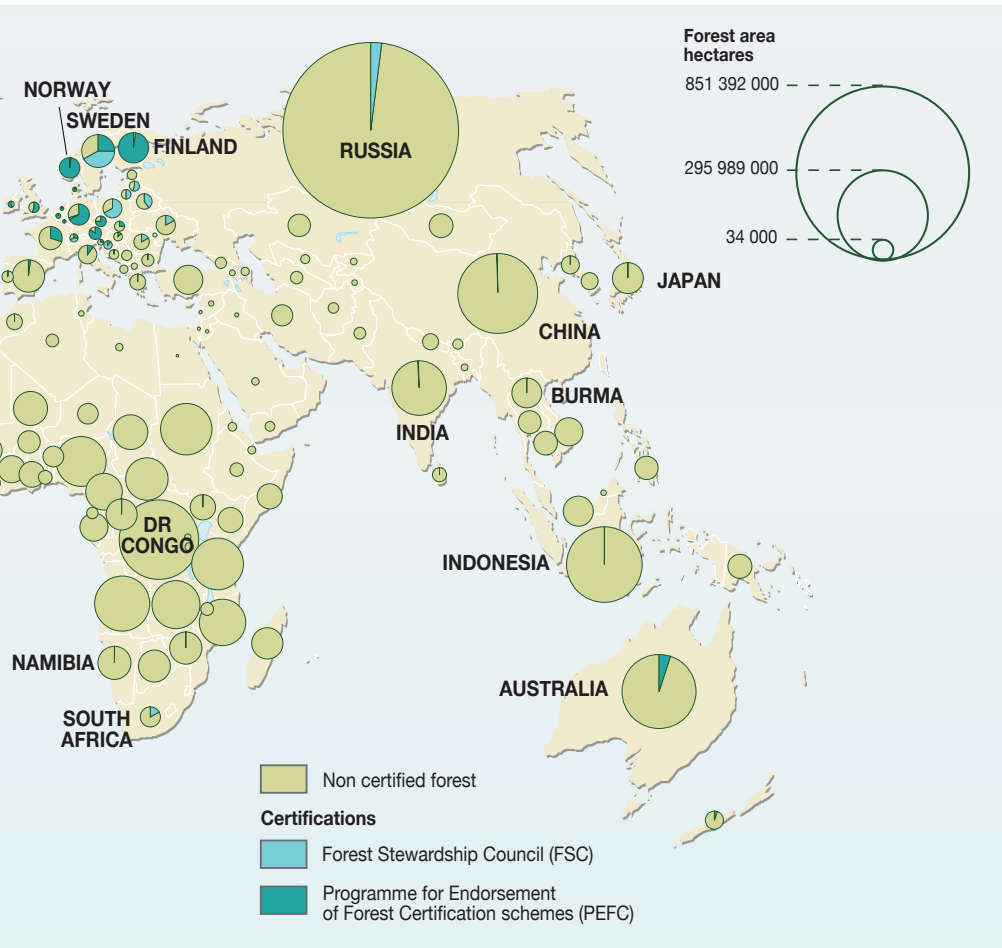 Forest area
hectares
851 392 000
295 989 000
34 000
NORWAY
SWEDEN
FINLAND
RUSSIA
JAPAN
CHINA
BURMA
INDIA
DR
CONGO
INDONESIA
NAMIBIA
AUSTRALIA
SOUTH
AFRICA
Non certified forest
Certifications
Forest Stewardship Council (FSC)
Programme for Endorsement
of Forest Certification schemes (PEFC)